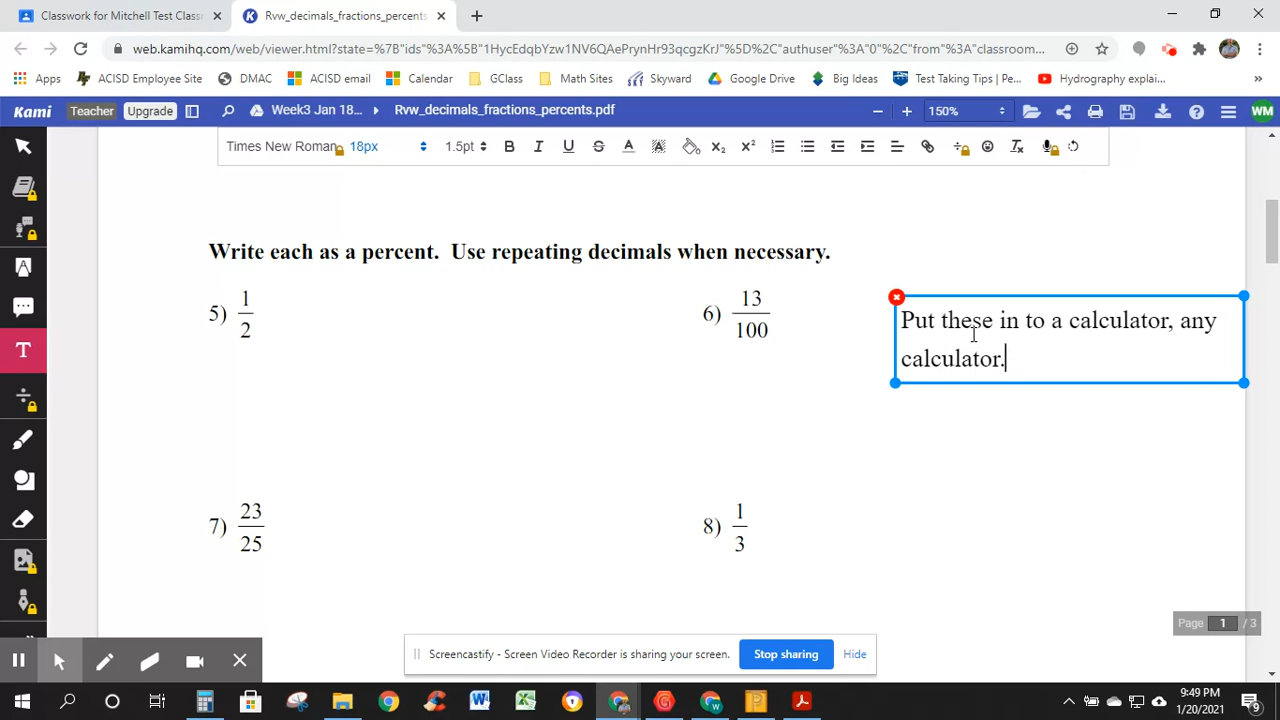 Classwork for Mitchell Test Class
Rvw_decimals_fractions_percents
web.kamihq.com/web/viewer.html?state=%7B"ids"%3A%5B"1HycEdqbYzw1NV6QAePrynHr93qcgzKrJ"%5D%2C"authuser"%3A"0"%2C"from"%3A"classroom...
Apps ACISD Employee Site DMAC ACISD email Calendar GClass Math Sites Skyward Google Drive Big Ideas Test Taking Tips | Pe... Hydrography explai... »
Kami Teacher Upgrade Week3 Jan 18... Rvw_decimals_fractions_percents.pdf 150% WM
Times New Roman 18px 1.5pt
Write each as a percent. Use repeating decimals when necessary.
5) 1/2
6) 13/100
Put these in to a calculator, any
calculator.
7) 23/25
8) 1/3
Page 1 / 3
Screencastify - Screen Video Recorder is sharing your screen. Stop sharing Hide
9:49 PM
1/20/2021
9